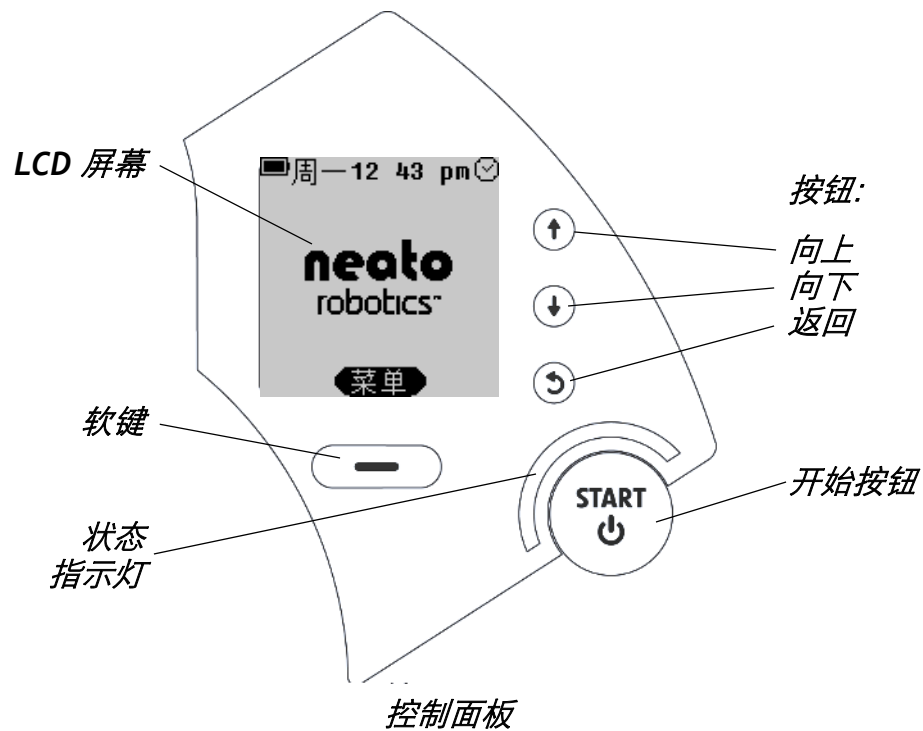 LCD 屏幕
周一12 43 pm
neato
robotics™
菜单
按钮:
向上
向下
返回
软键
START
开始按钮
状态
指示灯
控制面板